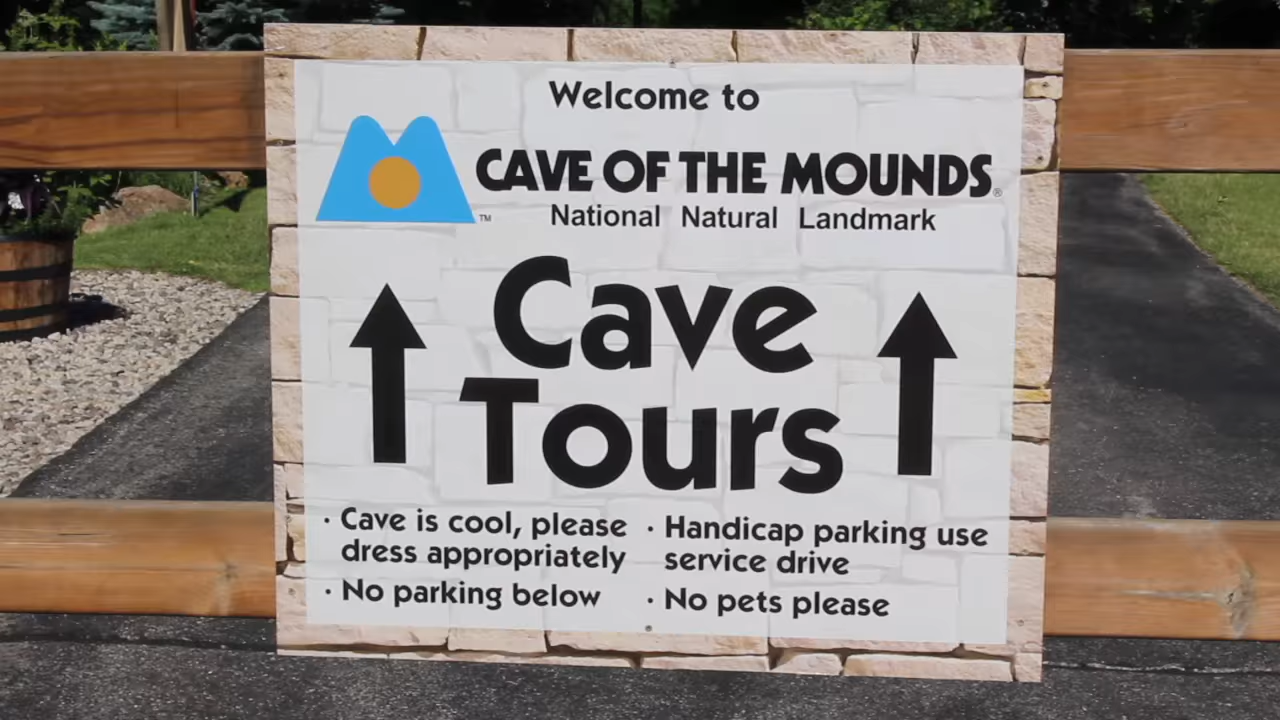 Welcome to
CAVE OF THE MOUNDS®
™
National Natural Landmark
Cave
Tours
· Cave is cool, please
dress appropriately
· No parking below
· Handicap parking use
service drive
· No pets please